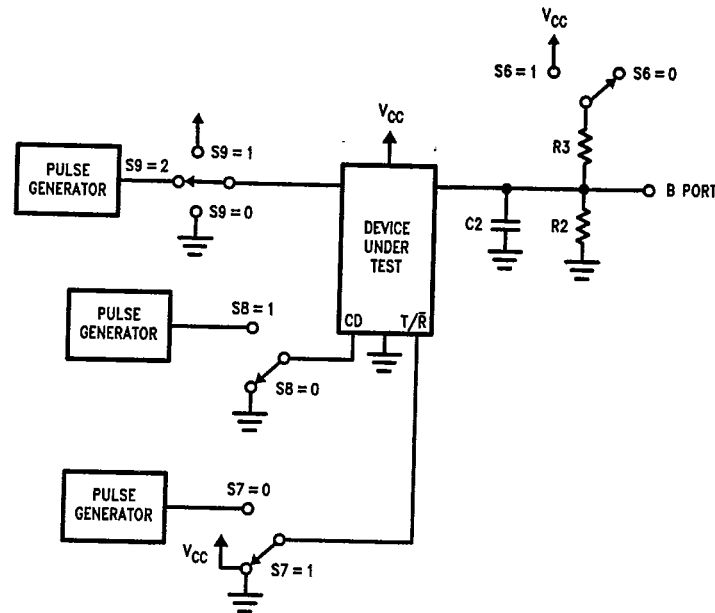 VCC
S6=1
S6=0
VCC
R3
PULSE
GENERATOR
S9=2
S9=1
S9=0
DEVICE
UNDER
TEST
B PORT
C2
R2
PULSE
GENERATOR
S8=1
CD
T/R̅
S8=0
PULSE
GENERATOR
S7=0
VCC
S7=1